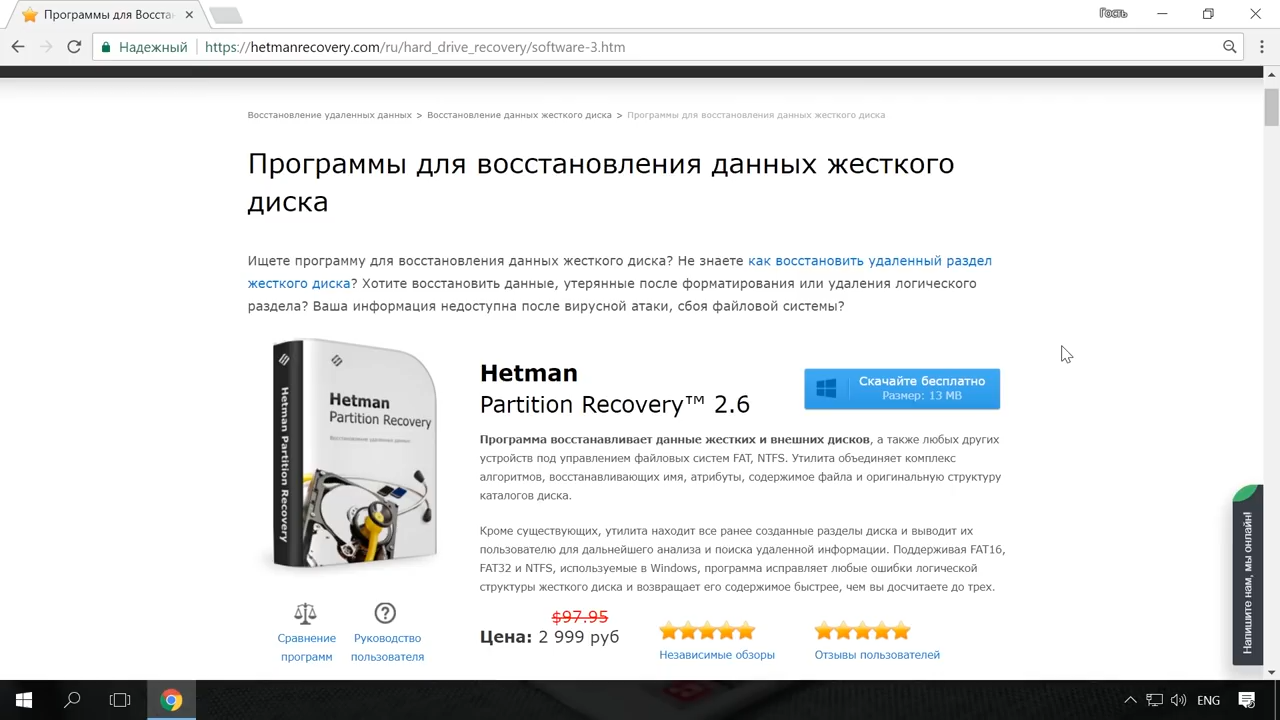 Программы для Восста
Гость
Надежный
https://hetmanrecovery.com/ru/hard_drive_recovery/software-3.htm
Восстановление удаленных данных > Восстановление данных жесткого диска > Программы для восстановления данных жесткого диска
Программы для восстановления данных жесткого
диска
Ищете программу для восстановления данных жесткого диска? Не знаете как восстановить удаленный раздел
жесткого диска? Хотите восстановить данные, утерянные после форматирования или удаления логического
раздела? Ваша информация недоступна после вирусной атаки, сбоя файловой системы?
Hetman Partition Recovery
Hetman
Partition Recovery
Восстановление удалённых данных
Hetman
Partition Recovery™ 2.6
Скачайте бесплатно
Размер: 13 MB
Программа восстанавливает данные жестких и внешних дисков, а также любых других
устройств под управлением файловых систем FAT, NTFS. Утилита объединяет комплекс
алгоритмов, восстанавливающих имя, атрибуты, содержимое файла и оригинальную структуру
каталогов диска.
Кроме существующих, утилита находит все ранее созданные разделы диска и выводит их
пользователю для дальнейшего анализа и поиска удаленной информации. Поддерживая FAT16,
FAT32 и NTFS, используемые в Windows, программа исправляет любые ошибки логической
структуры жесткого диска и возвращает его содержимое быстрее, чем вы досчитаете до трех.
$97.95
Цена: 2 999 руб
Независимые обзоры
Отзывы пользователей
Сравнение
программ
Руководство
пользователя
Напишите нам, мы онлайн!
ENG